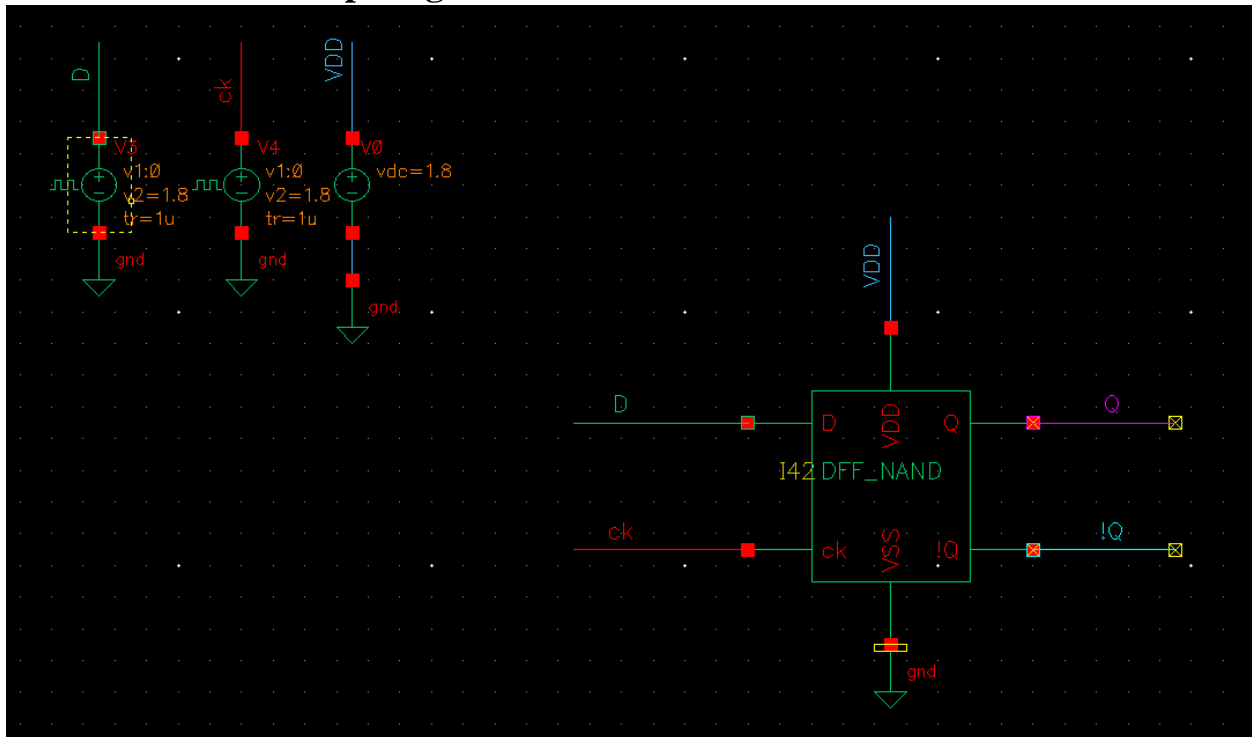 D
ck
VDD
V3
v1:0
v2=1.8
tr=1u
gnd
V4
v1:0
v2=1.8
tr=1u
gnd
V0
vdc=1.8
gnd
VDD
D
D
VDD
Q
Q
I42 DFF_NAND
ck
ck
VSS
!Q
!Q
gnd